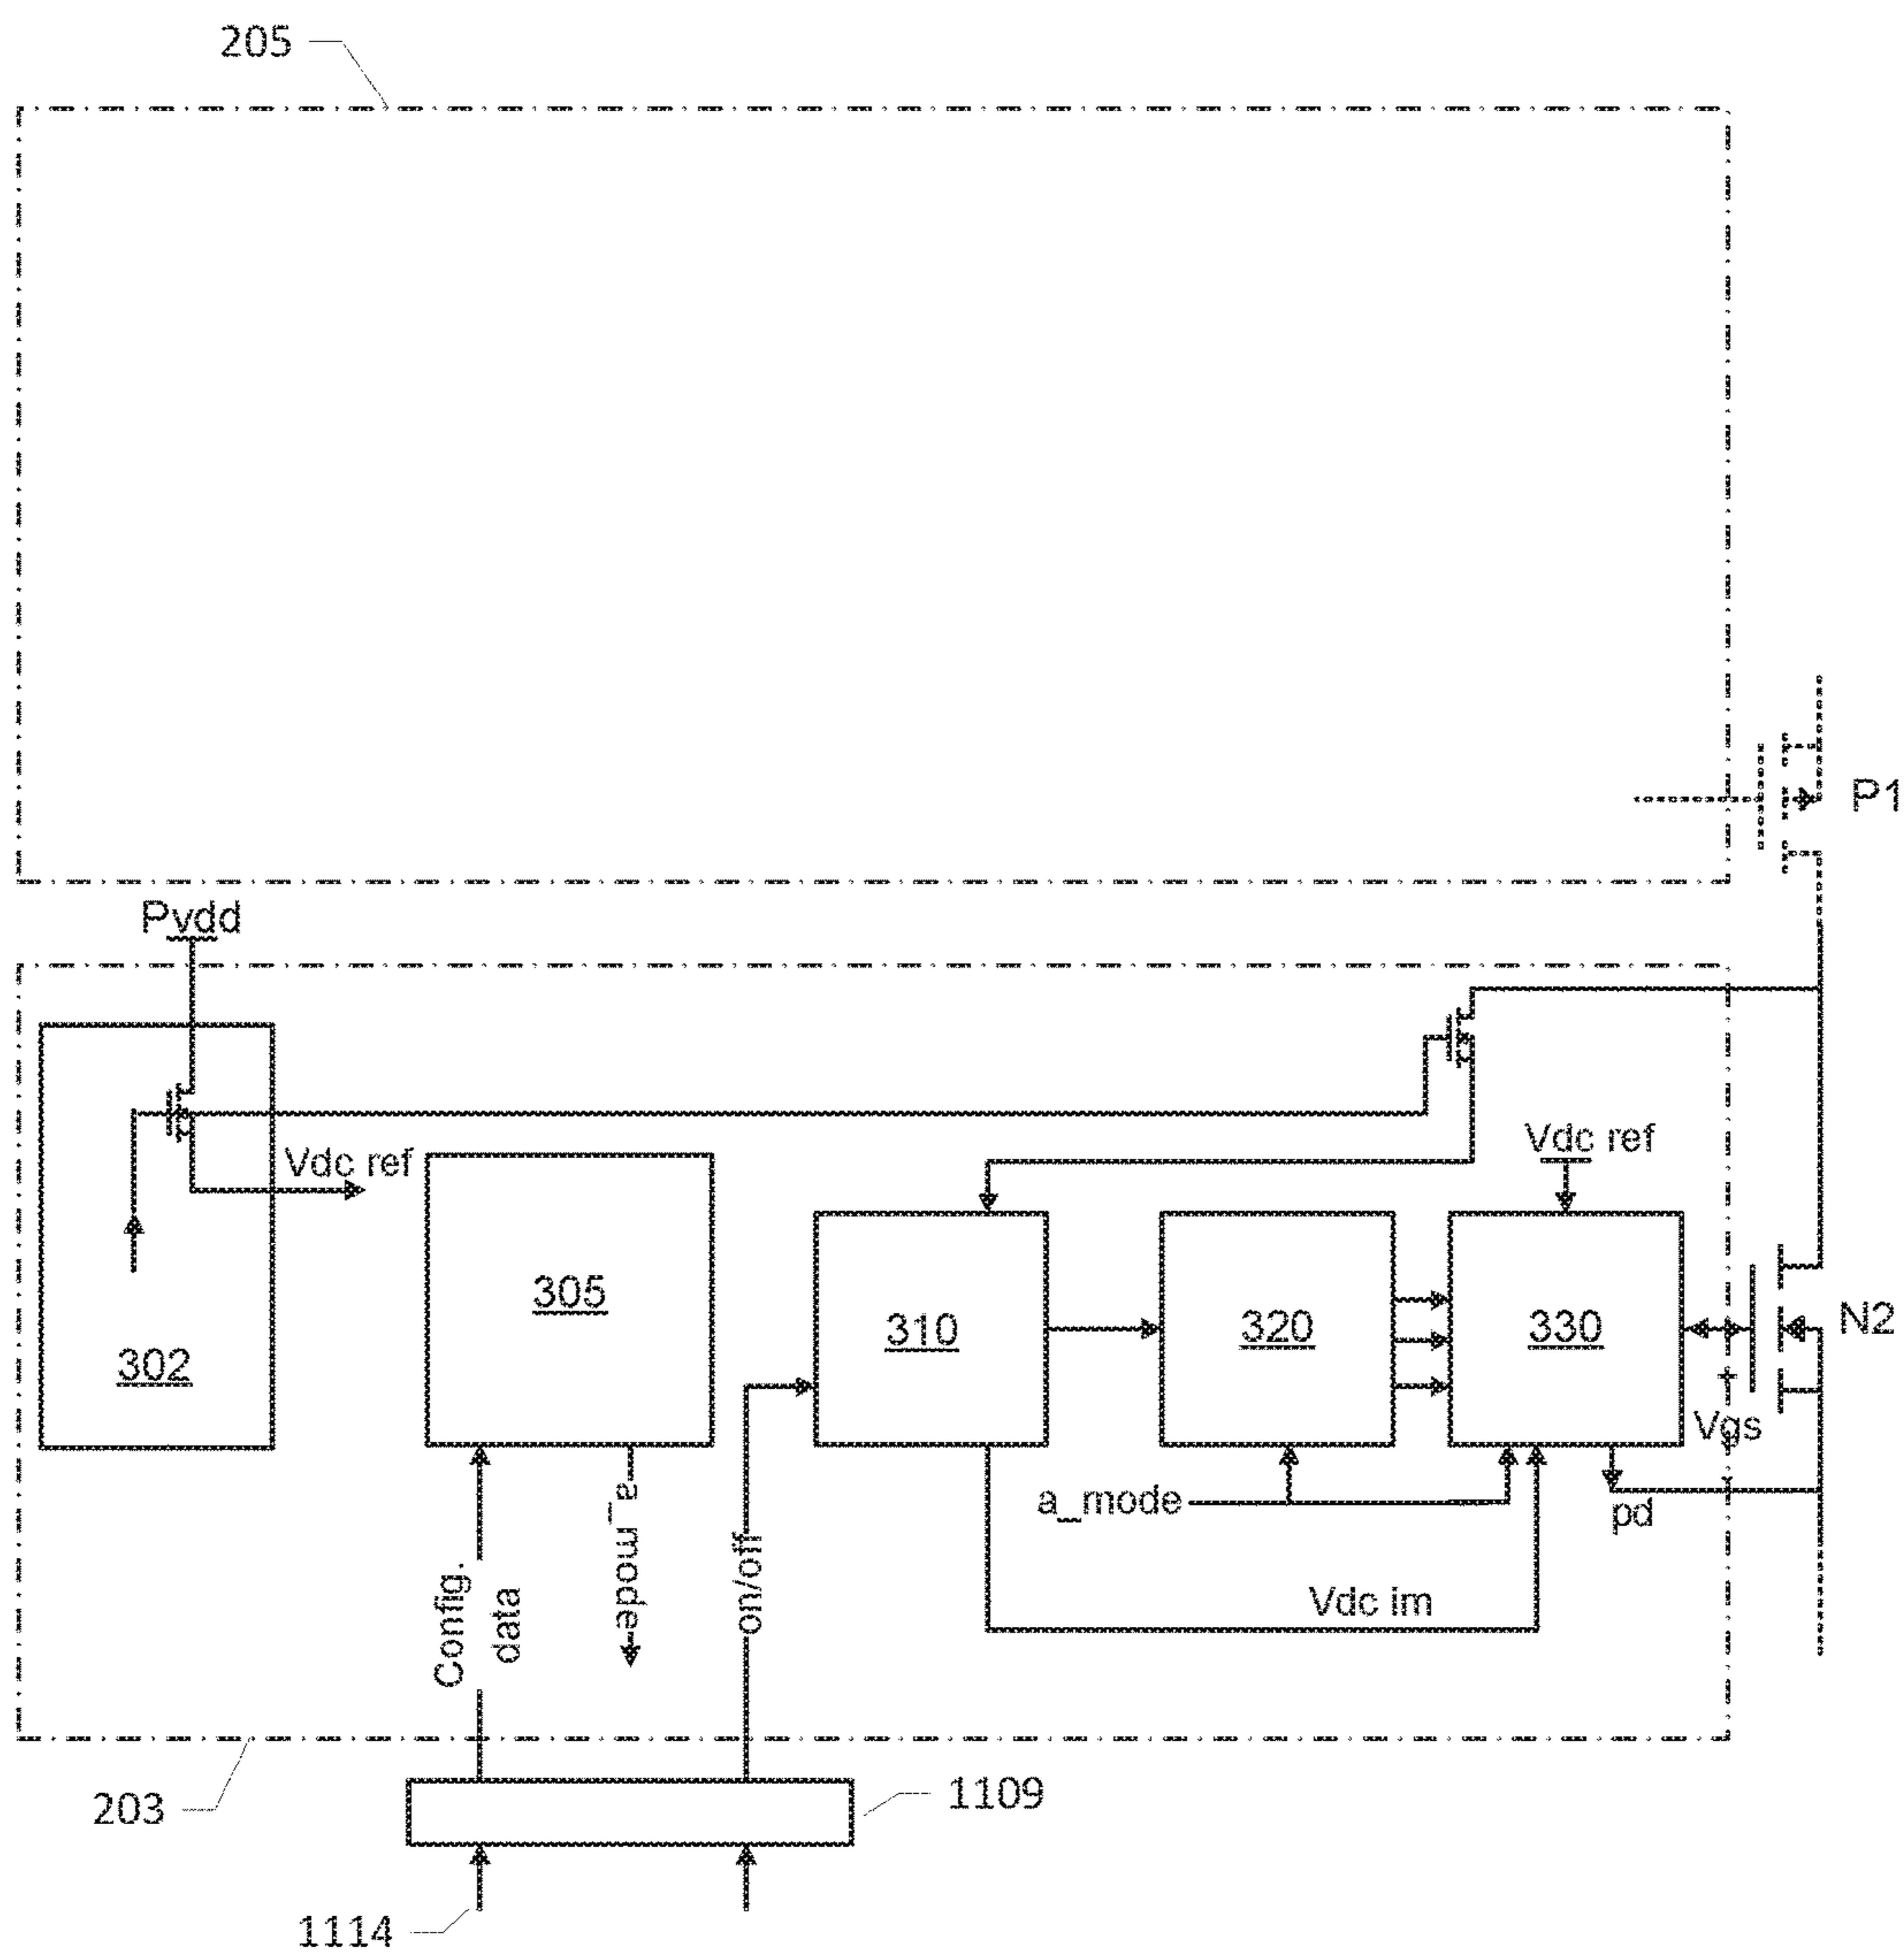 205
P1
Pvdd
Vdc ref
Vdc ref
305
310
320
330
N2
302
Vgs
a_mode
pd
Config.
data
a_mode
on/off
Vdc im
203
1109
1114